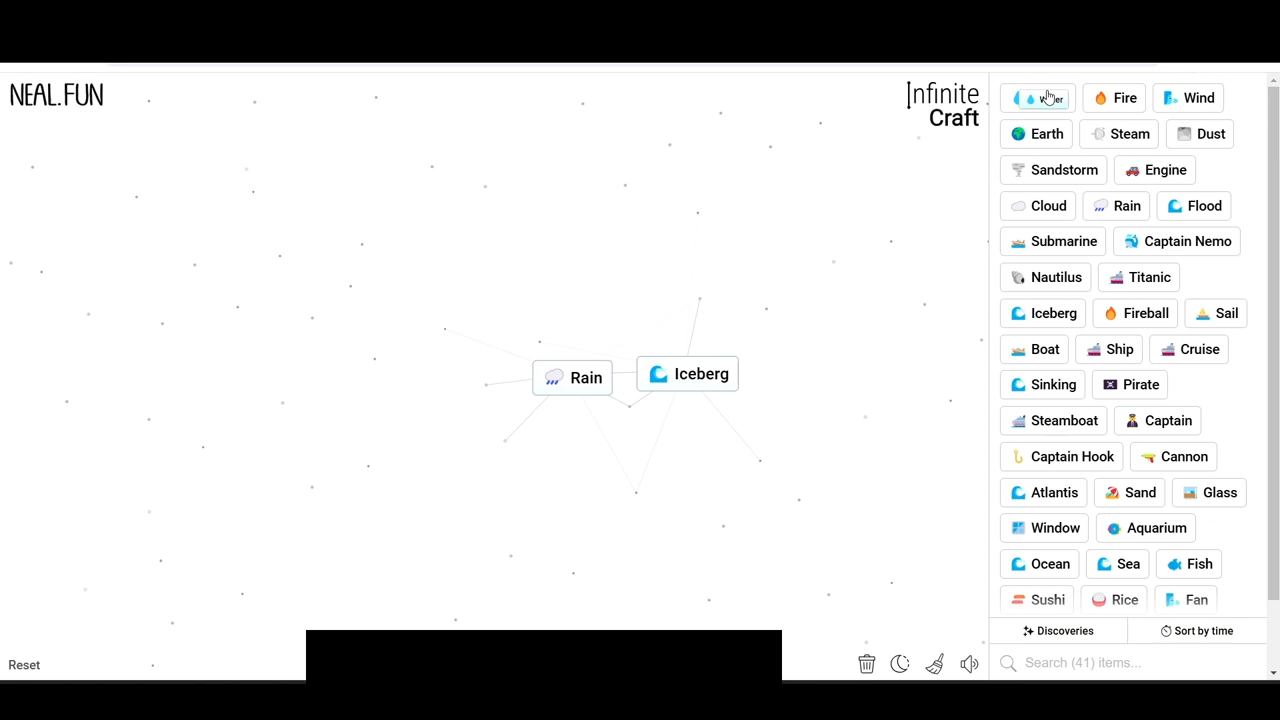 NEAL.FUN
Infinite
Craft
Water Fire Wind
Earth Steam Dust
Sandstorm Engine
Cloud Rain Flood
Submarine Captain Nemo
Nautilus Titanic
Iceberg Fireball Sail
Boat Ship Cruise
Sinking Pirate
Steamboat Captain
Captain Hook Cannon
Atlantis Sand Glass
Window Aquarium
Ocean Sea Fish
Sushi Rice Fan
Rain Iceberg
Discoveries Sort by time
Search (41) items...
Reset